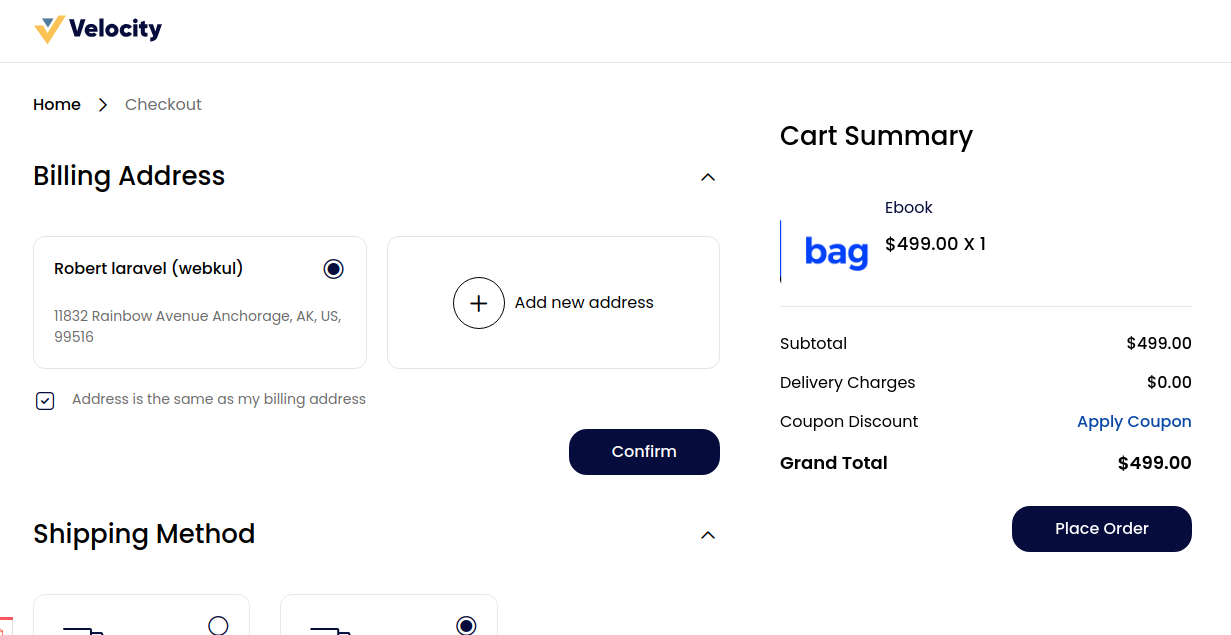 Velocity
Home > Checkout
Billing Address
Robert laravel (webkul)
11832 Rainbow Avenue Anchorage, AK, US,
99516
Add new address
Address is the same as my billing address
Confirm
Shipping Method
Cart Summary
bag
Ebook
$499.00 X 1
Subtotal $499.00
Delivery Charges $0.00
Coupon Discount Apply Coupon
Grand Total $499.00
Place Order